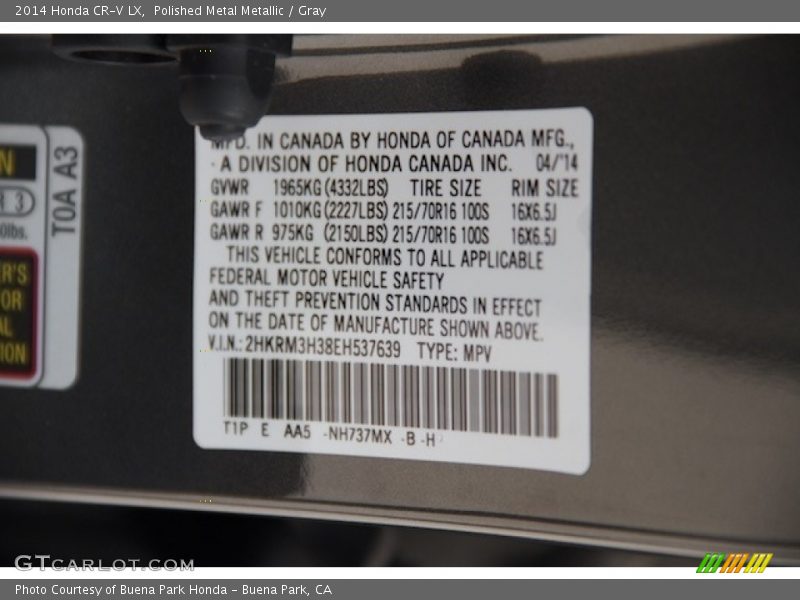 2014 Honda CR-V LX,  Polished Metal Metallic / Gray
MFD. IN CANADA BY HONDA OF CANADA MFG.,
A DIVISION OF HONDA CANADA INC.  04/'14
GVWR  1965KG (4332LBS)  TIRE SIZE  RIM SIZE
GAWR F  1010KG (2227LBS) 215/70R16 100S  16X6.5J
GAWR R  975KG  (2150LBS) 215/70R16 100S  16X6.5J
THIS VEHICLE CONFORMS TO ALL APPLICABLE
FEDERAL MOTOR VEHICLE SAFETY
AND THEFT PREVENTION STANDARDS IN EFFECT
ON THE DATE OF MANUFACTURE SHOWN ABOVE.
V.I.N.: 2HKRM3H38EH537639  TYPE: MPV
T1P  E  AA5  -NH737MX  -B -H
T0A A3
GTCARLOT.COM
Photo Courtesy of Buena Park Honda - Buena Park, CA